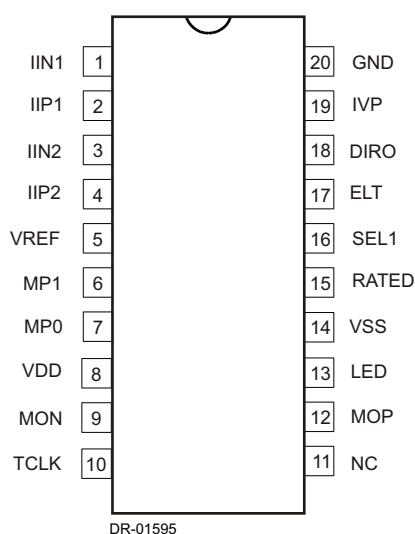 IIN1 1 20 GND
IIP1 2 19 IVP
IIN2 3 18 DIRO
IIP2 4 17 ELT
VREF 5 16 SEL1
MP1 6 15 RATED
MP0 7 14 VSS
VDD 8 13 LED
MON 9 12 MOP
TCLK 10 11 NC
DR-01595